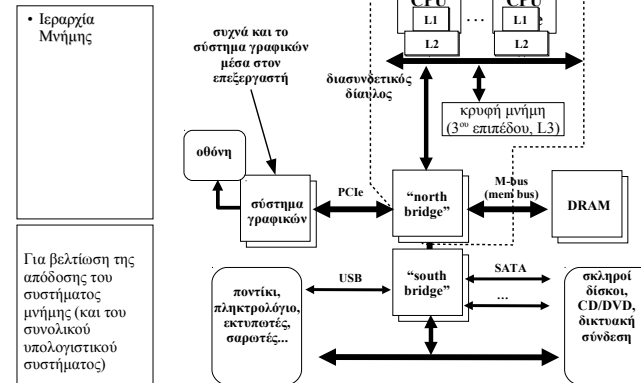 • Ιεραρχία
Μνήμης
Για βελτίωση της
απόδοσης του
συστήματος
μνήμης (και του
συνολικού
υπολογιστικού
συστήματος)
CPU
CPU
L1
...
L1
e
L2
L2
συχνά και το
σύστημα γραφικών
μέσα στον
επεξεργαστή
διασυνδετικός
δίαυλος
κρυφή μνήμη
(3ου επιπέδου, L3)
οθόνη
σύστημα
γραφικών
PCIe
“north
bridge”
M-bus
(mem bus)
DRAM
“south
bridge”
USB
SATA
...
ποντίκι,
πληκτρολόγιο,
εκτυπωτές,
σαρωτές...
σκληροί
δίσκοι,
CD/DVD,
δικτυακή
σύνδεση